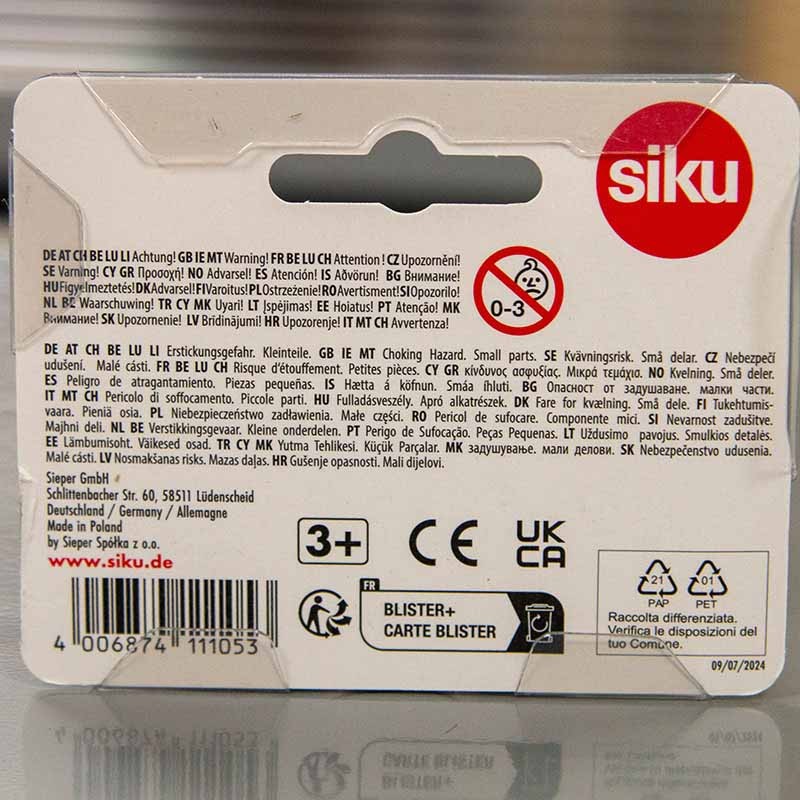 siku
DE AT CH BE LU LI Achtung! GB IE MT Warning! FR BE LU CH Attention! CZ Upozornění!
SE Varning! CY GR Προσοχή! NO Advarsel! ES Atención! IS Aðvörun! BG Внимание!
HU Figyelmeztetés! DK Advarsel! FI Varoitus! PL Ostrzeżenie! RO Avertisment! SI Opozorilo!
NL BE Waarschuwing! TR CY MK Uyari! LT Įspėjimas! EE Hoiatus! PT Atenção! MK
Внимание! SK Upozornenie! LV Brīdinājumi! HR Upozorenje! IT MT CH Avvertenza!
0-3
DE AT CH BE LU LI Erstickungsgefahr. Kleinteile. GB IE MT Choking Hazard. Small parts. SE Kvävningsrisk. Små delar. CZ Nebezpečí
udušení. Malé cásti. FR BE LU CH Risque d'étouffement. Petites pièces. CY GR κίνδυνος ασφυξίας. Μικρά τεμάχια. NO Kvelning. Små deler.
ES Peligro de atragantamiento. Piezas pequeñas. IS Hætta á köfnun. Smáa íhluti. BG Опасност от задушаване. малки части.
IT MT CH Pericolo di soffocamento. Piccole parti. HU Fulladásveszély. Apró alkatrészek. DK Fare for kvælning. Små dele. FI Tukehtumis-
vaara. Pieniä osia. PL Niebezpieczeństwo zadławienia. Małe części. RO Pericol de sufocare. Componente mici. SI Nevarnost zadušitve.
Majhni deli. NL BE Verstikkingsgevaar. Kleine onderdelen. PT Perigo de Sufocação. Peças Pequenas. LT Uždusimo pavojus. Smulkios detalės.
EE Lämbumisoht. Väikesed osad. TR CY MK Yutma Tehlikesi. Küçük Parçalar. MK задушување. мали делови. SK Nebezpečenstvo udusenia.
Malé cásti. LV Nosmakšanas risks. Mazas daļas. HR Gušenje opasnosti. Mali dijelovi.
Sieper GmbH
Schlittenbacher Str. 60, 58511 Lüdenscheid
Deutschland / Germany / Allemagne
Made in Poland
by Sieper Spółka z o.o.
www.siku.de
3+
CE
UK
CA
4 006874 111053
FR
BLISTER+
CARTE BLISTER
21
PAP
01
PET
Raccolta differenziata.
Verifica le disposizioni del
tuo Comune.
09/07/2024